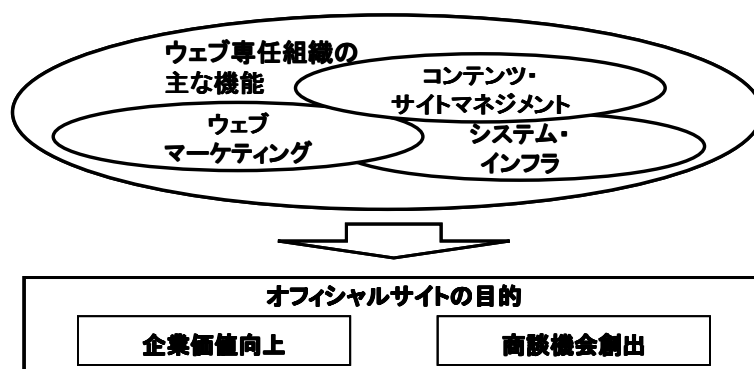 ウェブ専任組織の
主な機能
コンテンツ・
サイトマネジメント
ウェブ
マーケティング
システム・
インフラ
オフィシャルサイトの目的
企業価値向上
商談機会創出